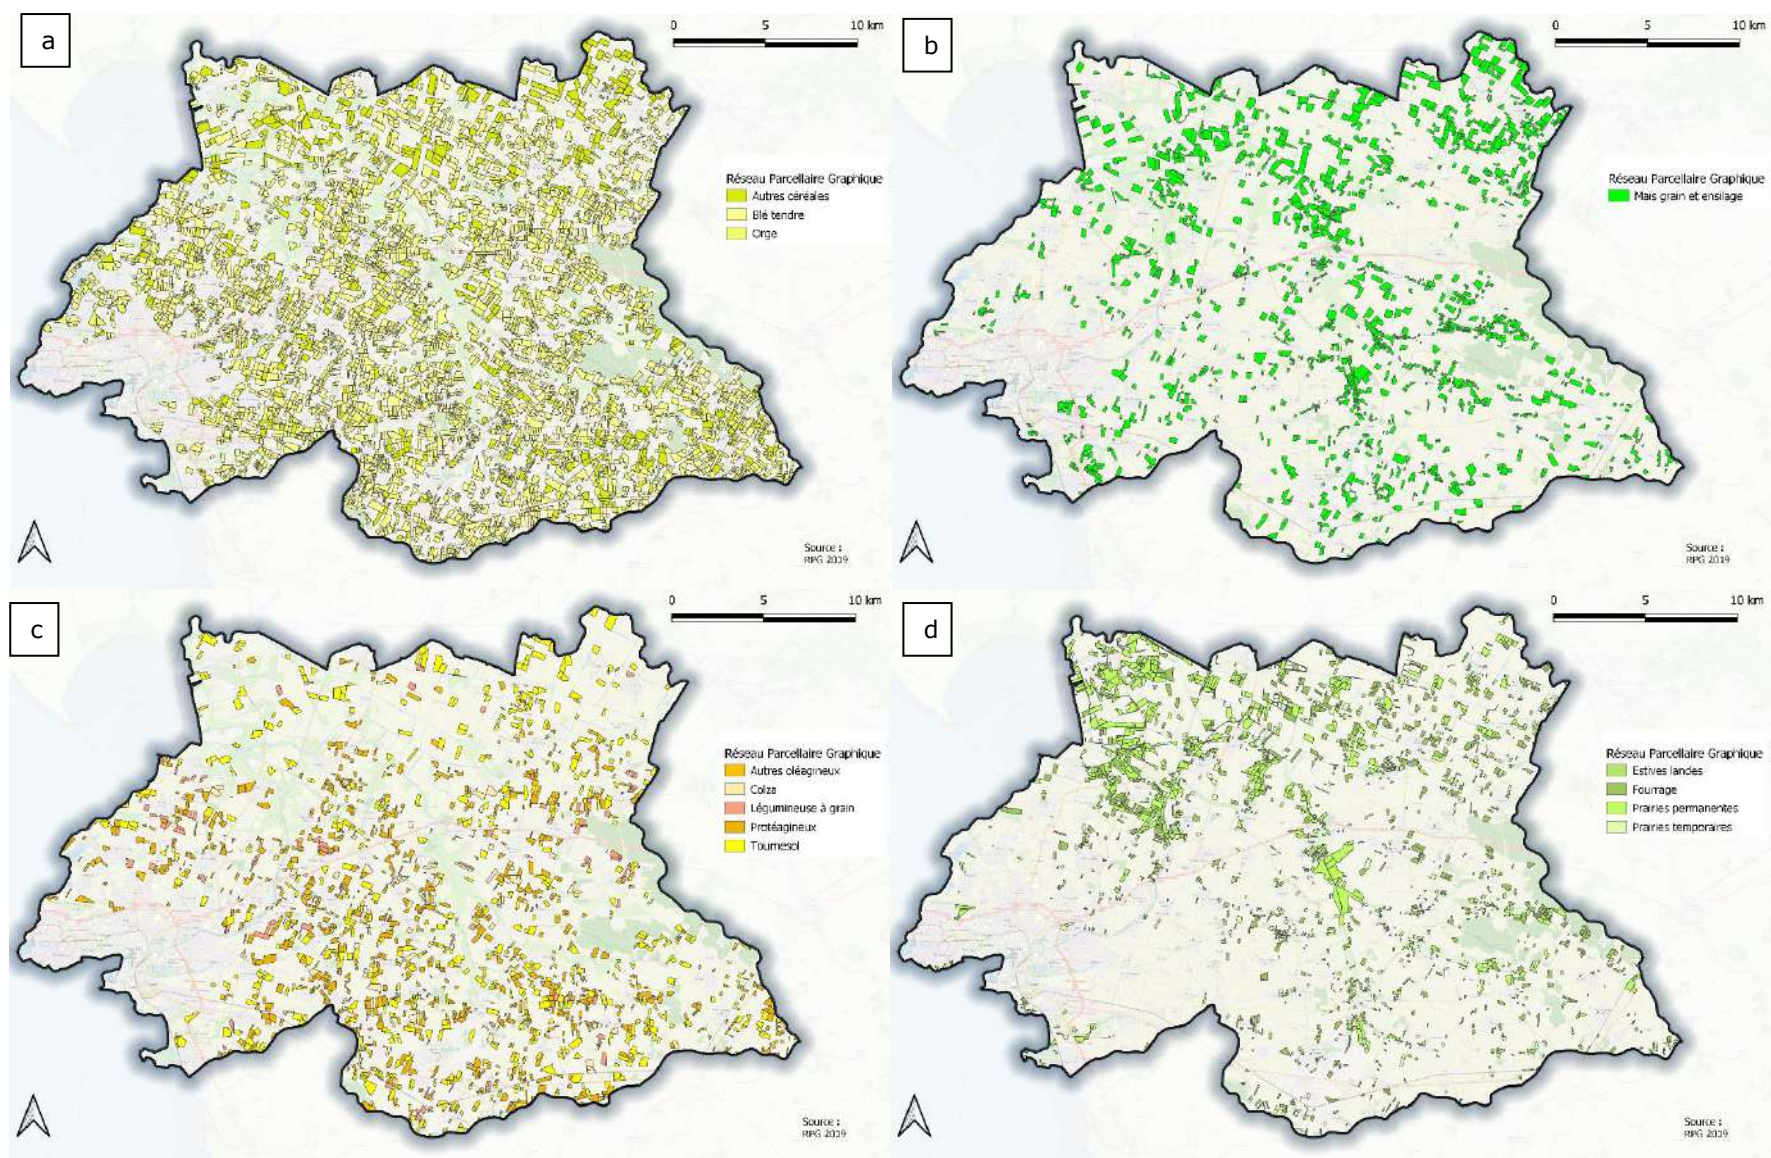 a
0 5 10 km
Réseau Parcellaire Graphique
Autres céréales
Blé tendre
Orge
Source :
RPG 2019
b
0 5 10 km
Réseau Parcellaire Graphique
Mais grain et ensilage
Source :
RPG 2019
c
0 5 10 km
Réseau Parcellaire Graphique
Autres oléagineux
Colza
Légumineuse à grain
Protéagineux
Tournesol
Source :
RPG 2019
d
0 5 10 km
Réseau Parcellaire Graphique
Estives landes
Fourrage
Prairies permanentes
Prairies temporaires
Source :
RPG 2019